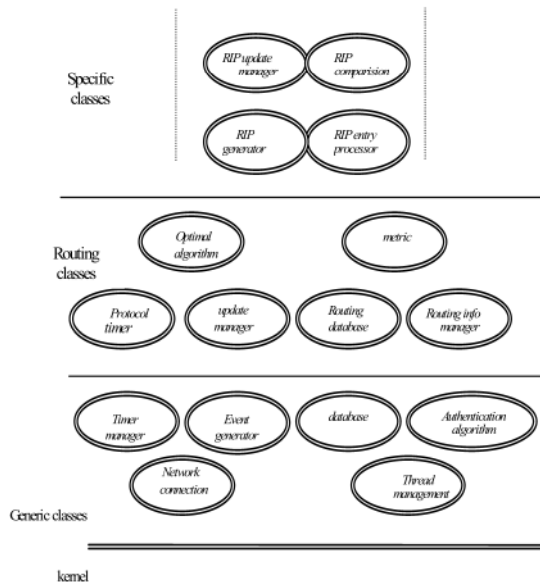 RIP update
manager
RIP
comparision
Specific
classes
RIP
generator
RIP entry
processor
Optimal
algorithm
metric
Routing
classes
Protocol
timer
update
manager
Routing
database
Routing info
manager
Timer
manager
Event
generator
database
Authentication
algorithm
Network
connection
Thread
management
Generic classes
kernel